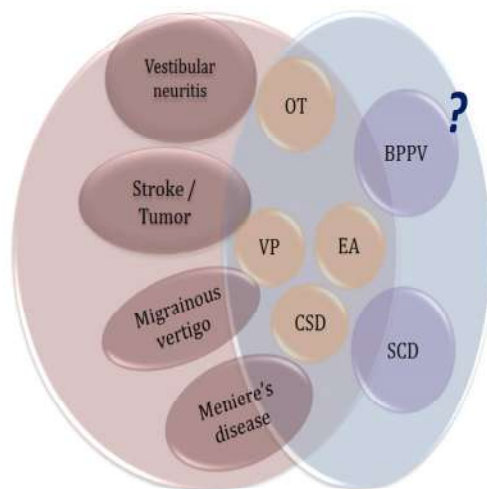 Vestibular
neuritis
OT
?
BPPV
Stroke /
Tumor
VP
EA
Migrainous
vertigo
CSD
SCD
Meniere's
disease